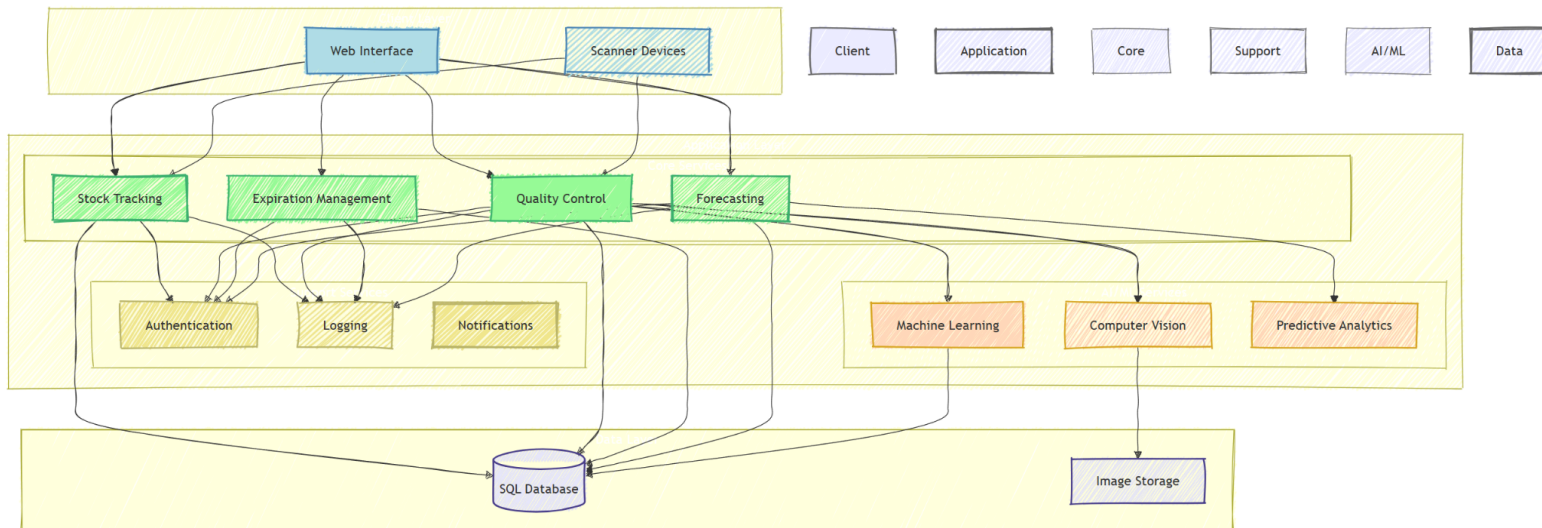 Web Interface
Scanner Devices
Client
Application
Core
Support
AI/ML
Data
Stock Tracking
Expiration Management
Quality Control
Forecasting
Authentication
Logging
Notifications
Machine Learning
Computer Vision
Predictive Analytics
SQL Database
Image Storage